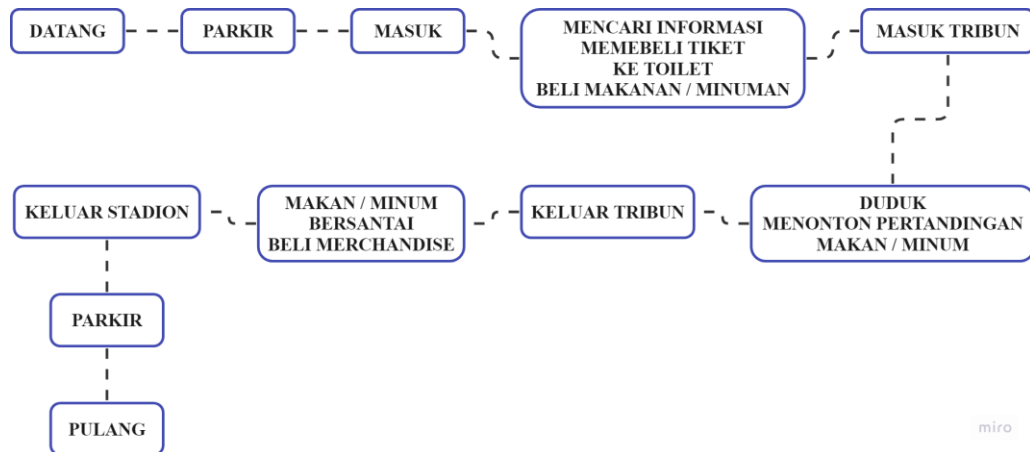 DATANG
PARKIR
MASUK
MENCARI INFORMASI
MEMEBELI TIKET
KE TOILET
BELI MAKANAN / MINUMAN
MASUK TRIBUN
DUDUK
MENONTON PERTANDINGAN
MAKAN / MINUM
KELUAR TRIBUN
MAKAN / MINUM
BERSANTAI
BELI MERCHANDISE
KELUAR STADION
PARKIR
PULANG
miro